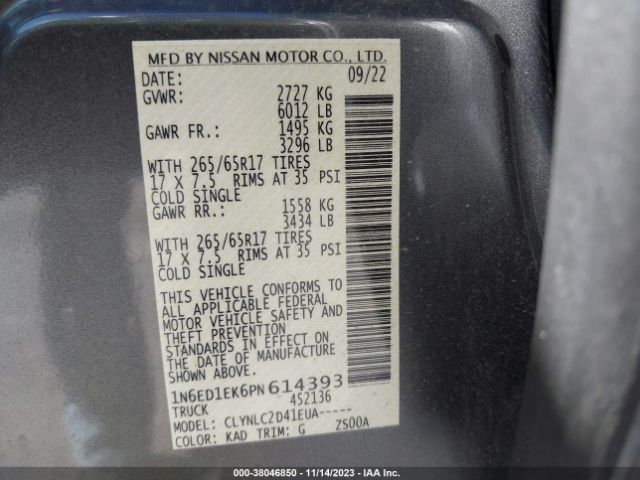 MFD BY NISSAN MOTOR CO., LTD.
DATE: 09/22
GVWR: 2727 KG
6012 LB
GAWR FR.: 1495 KG
3296 LB
WITH 265/65R17 TIRES
17 X 7.5 RIMS AT 35 PSI
COLD SINGLE
GAWR RR.: 1558 KG
3434 LB
WITH 265/65R17 TIRES
17 X 7.5 RIMS AT 35 PSI
COLD SINGLE
THIS VEHICLE CONFORMS TO
ALL APPLICABLE FEDERAL
MOTOR VEHICLE SAFETY AND
THEFT PREVENTION
STANDARDS IN EFFECT ON
THE DATE OF MANUFACTURE
SHOWN ABOVE.
1N6ED1EK6PN614393
TRUCK 452136
MODEL: CLYNLC2D41EUA-----
COLOR: KAD TRIM: G ZS00A
COPART - 38046850 - 11/14/2023 - IAAI.COM